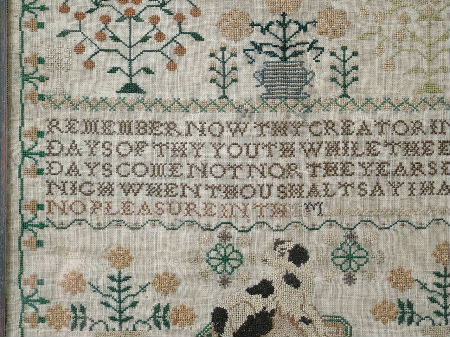 REMEMBER NOW THY CREATOR IN
DAYS OF THY YOUTH WHILE THE E
DAYS COME NOT NOR THE YEARS D
NIGH WHEN THOU SHALT SAY I HA
NO PLEASURE IN TH M